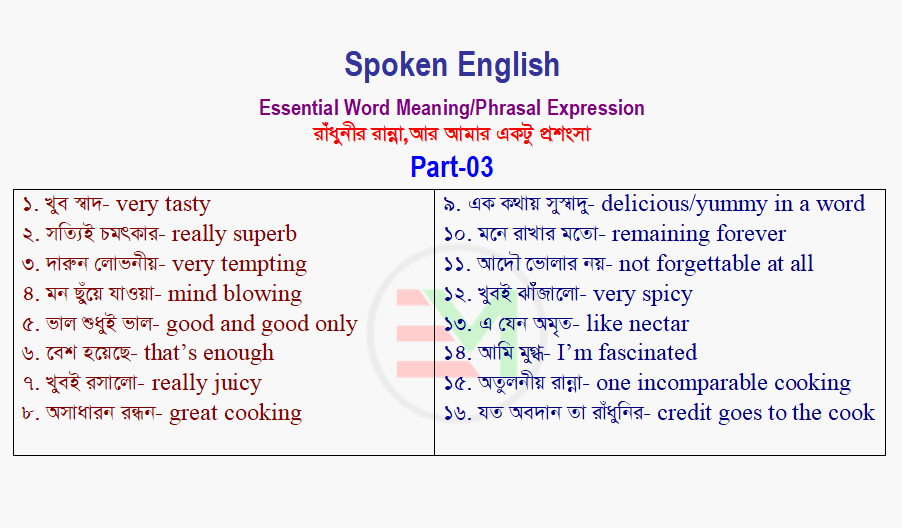 Spoken English
Essential Word Meaning/Phrasal Expression
রাঁধুনীর রান্না,আর আমার একটু প্রশংসা
Part-03
১. খুব স্বাদ- very tasty
২. সত্যিই চমৎকার- really superb
৩. দারুন লোভনীয়- very tempting
৪. মন ছুঁয়ে যাওয়া- mind blowing
৫. ভাল শুধুই ভাল- good and good only
৬. বেশ হয়েছে- that’s enough
৭. খুবই রসালো- really juicy
৮. অসাধারন রন্ধন- great cooking
৯. এক কথায় সুস্বাদু- delicious/yummy in a word
১০. মনে রাখার মতো- remaining forever
১১. আদৌ ভোলার নয়- not forgettable at all
১২. খুবই ঝাঁজালো- very spicy
১৩. এ যেন অমৃত- like nectar
১৪. আমি মুগ্ধ- I’m fascinated
১৫. অতুলনীয় রান্না- one incomparable cooking
১৬. যত অবদান তা রাঁধুনির- credit goes to the cook
EM